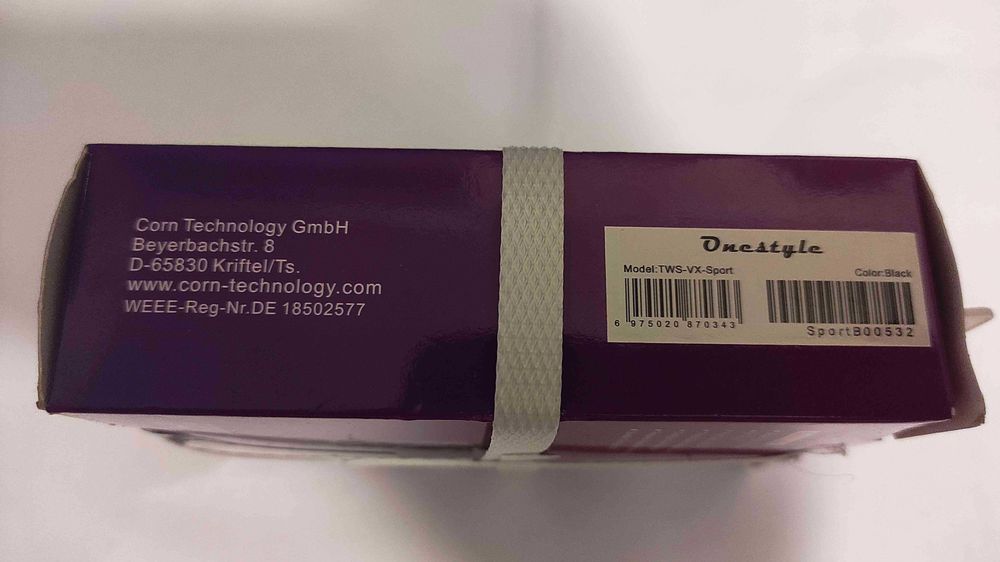 Corn Technology GmbH
Beyerbachstr. 8
D-65830 Kriftel/Ts.
www.corn-technology.com
WEEE-Reg-Nr.DE 18502577
Onestyle
Model:TWS-VX-Sport
Color:Black
6 975020 870343
SportB00532